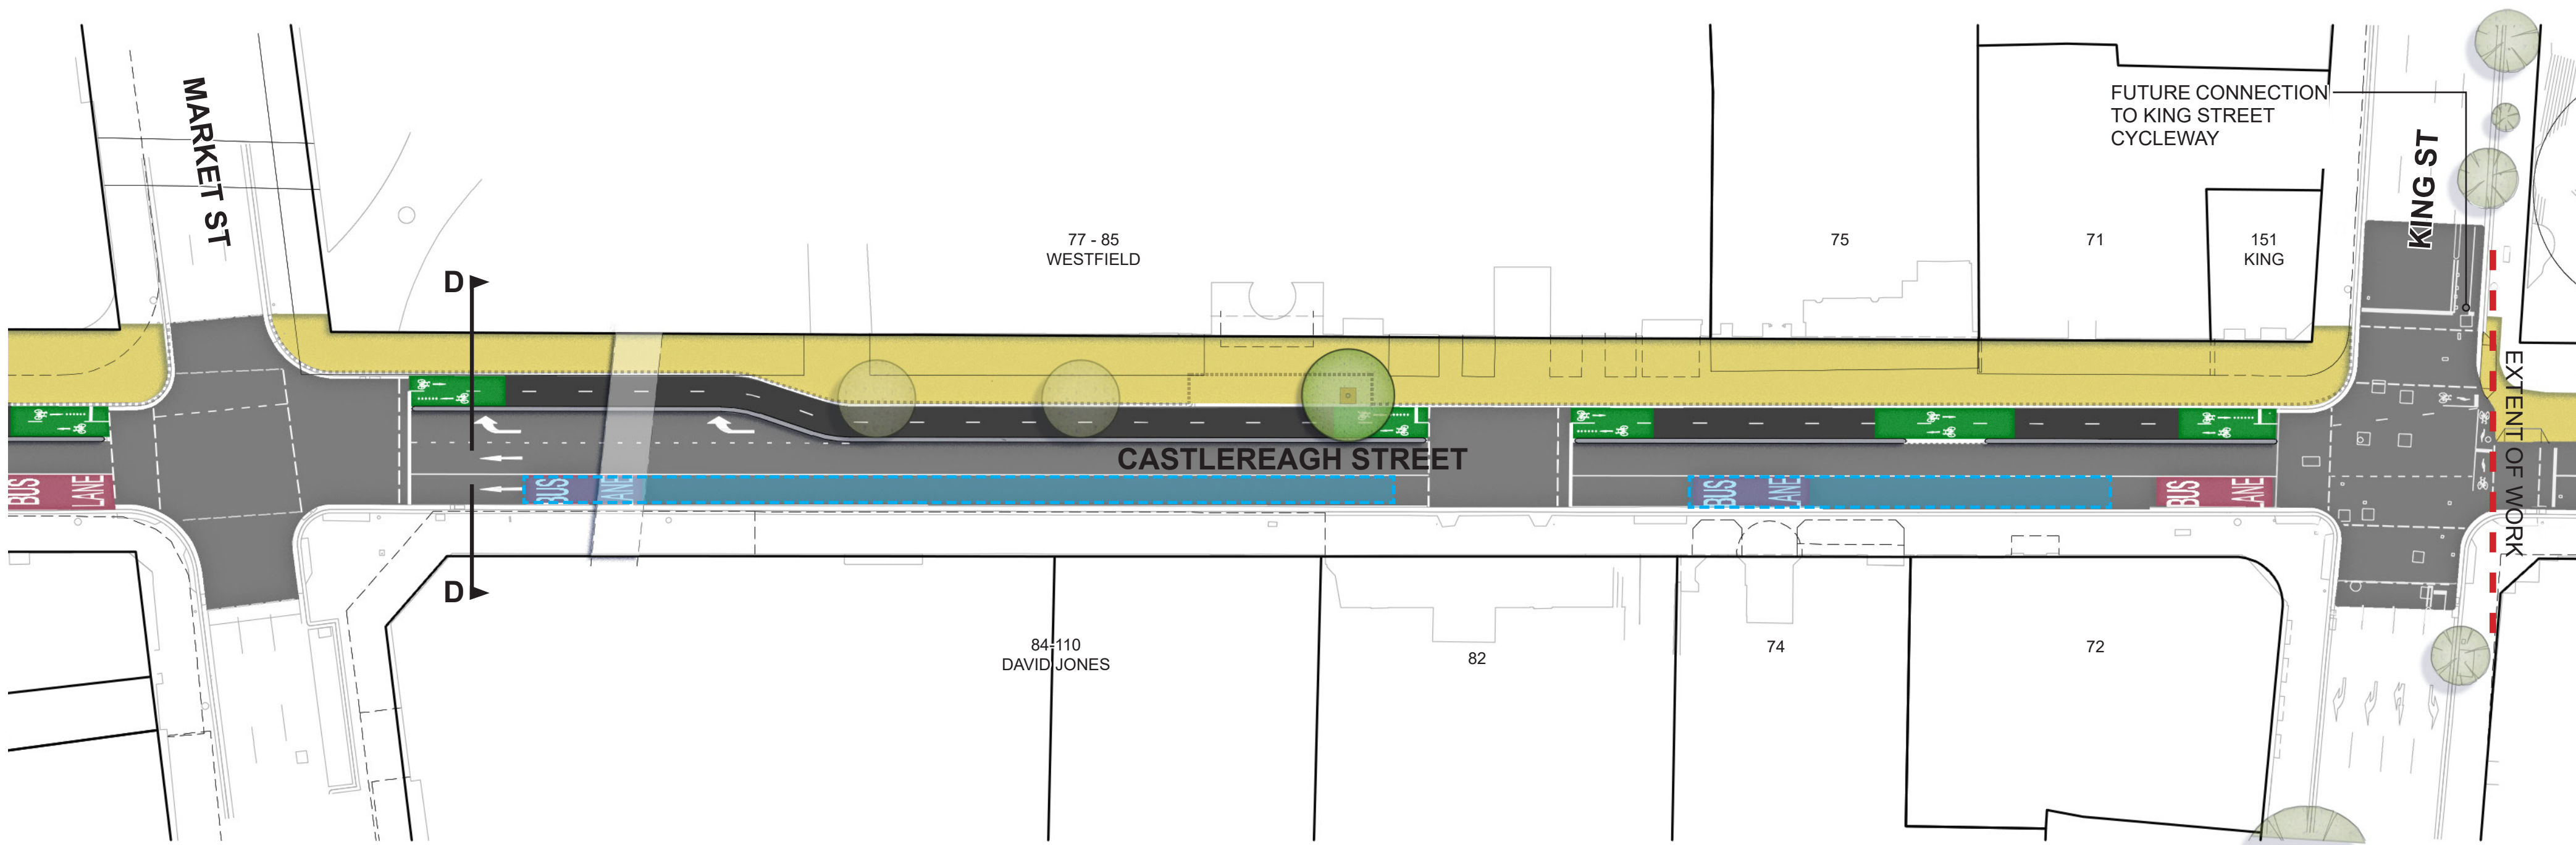 MARKET ST
FUTURE CONNECTION
TO KING STREET
CYCLEWAY
KING ST
77 - 85
WESTFIELD
75
71
151
KING
D
EXTENT OF WORK
CASTLEREAGH STREET
BUS
LANE
BUS
LANE
BUS
LANE
BUS
LANE
D
84-110
DAVID JONES
82
74
72